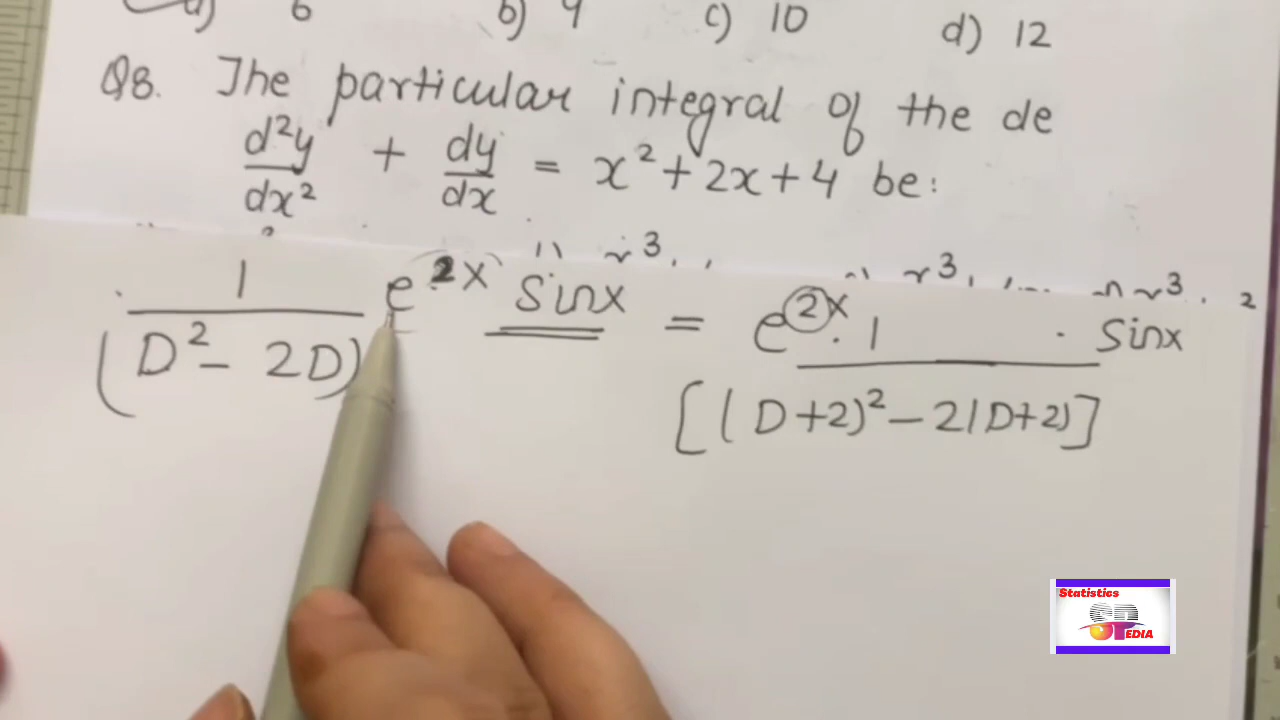 a) 6 b) 9 c) 10 d) 12
Q8. The particular integral of the de
d²y/dx² + dy/dx = x² + 2x + 4 be:
1/(D² - 2D) e^2x Sinx = e^2x . 1/[(D+2)² - 2(D+2)] . Sinx
Statistics
EDIA